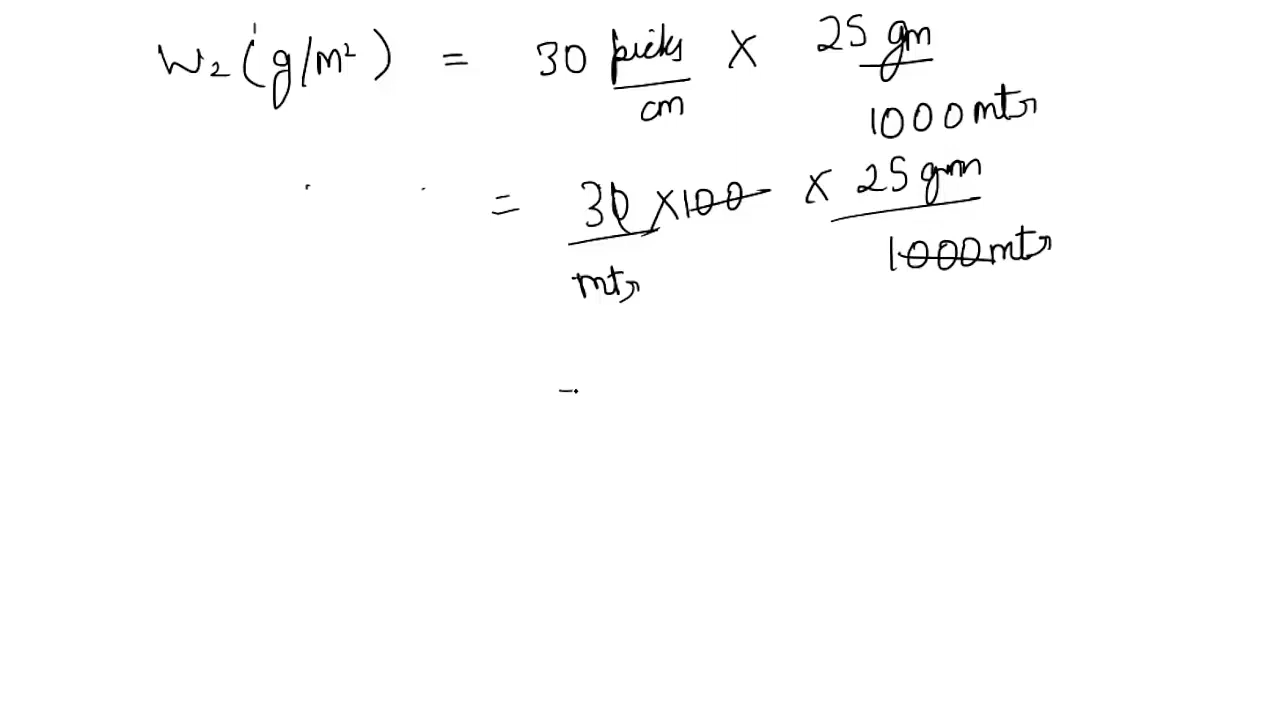 W₂ (g/m²) = 30 picks/cm X 25 gm/1000 mtr
= 30 X 100/mtr X 25 gm/1000 mtr
=